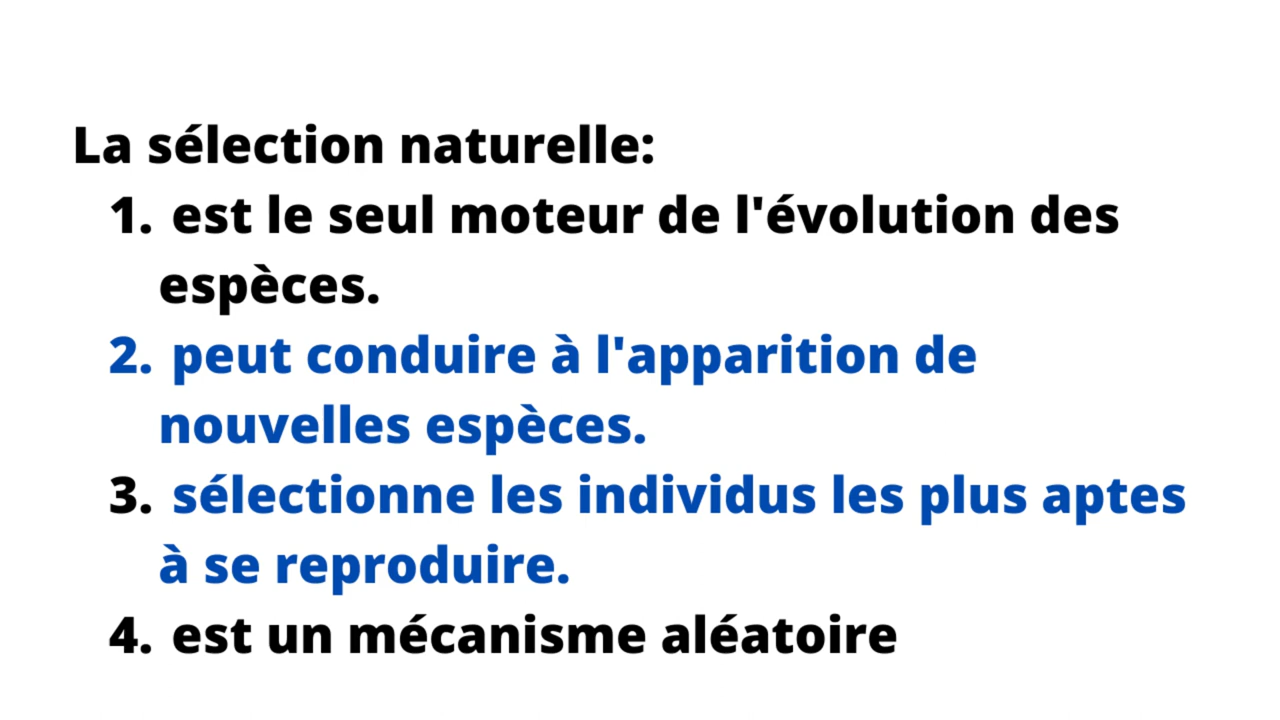 La sélection naturelle:
1. est le seul moteur de l'évolution des
espèces.
2. peut conduire à l'apparition de
nouvelles espèces.
3. sélectionne les individus les plus aptes
à se reproduire.
4. est un mécanisme aléatoire